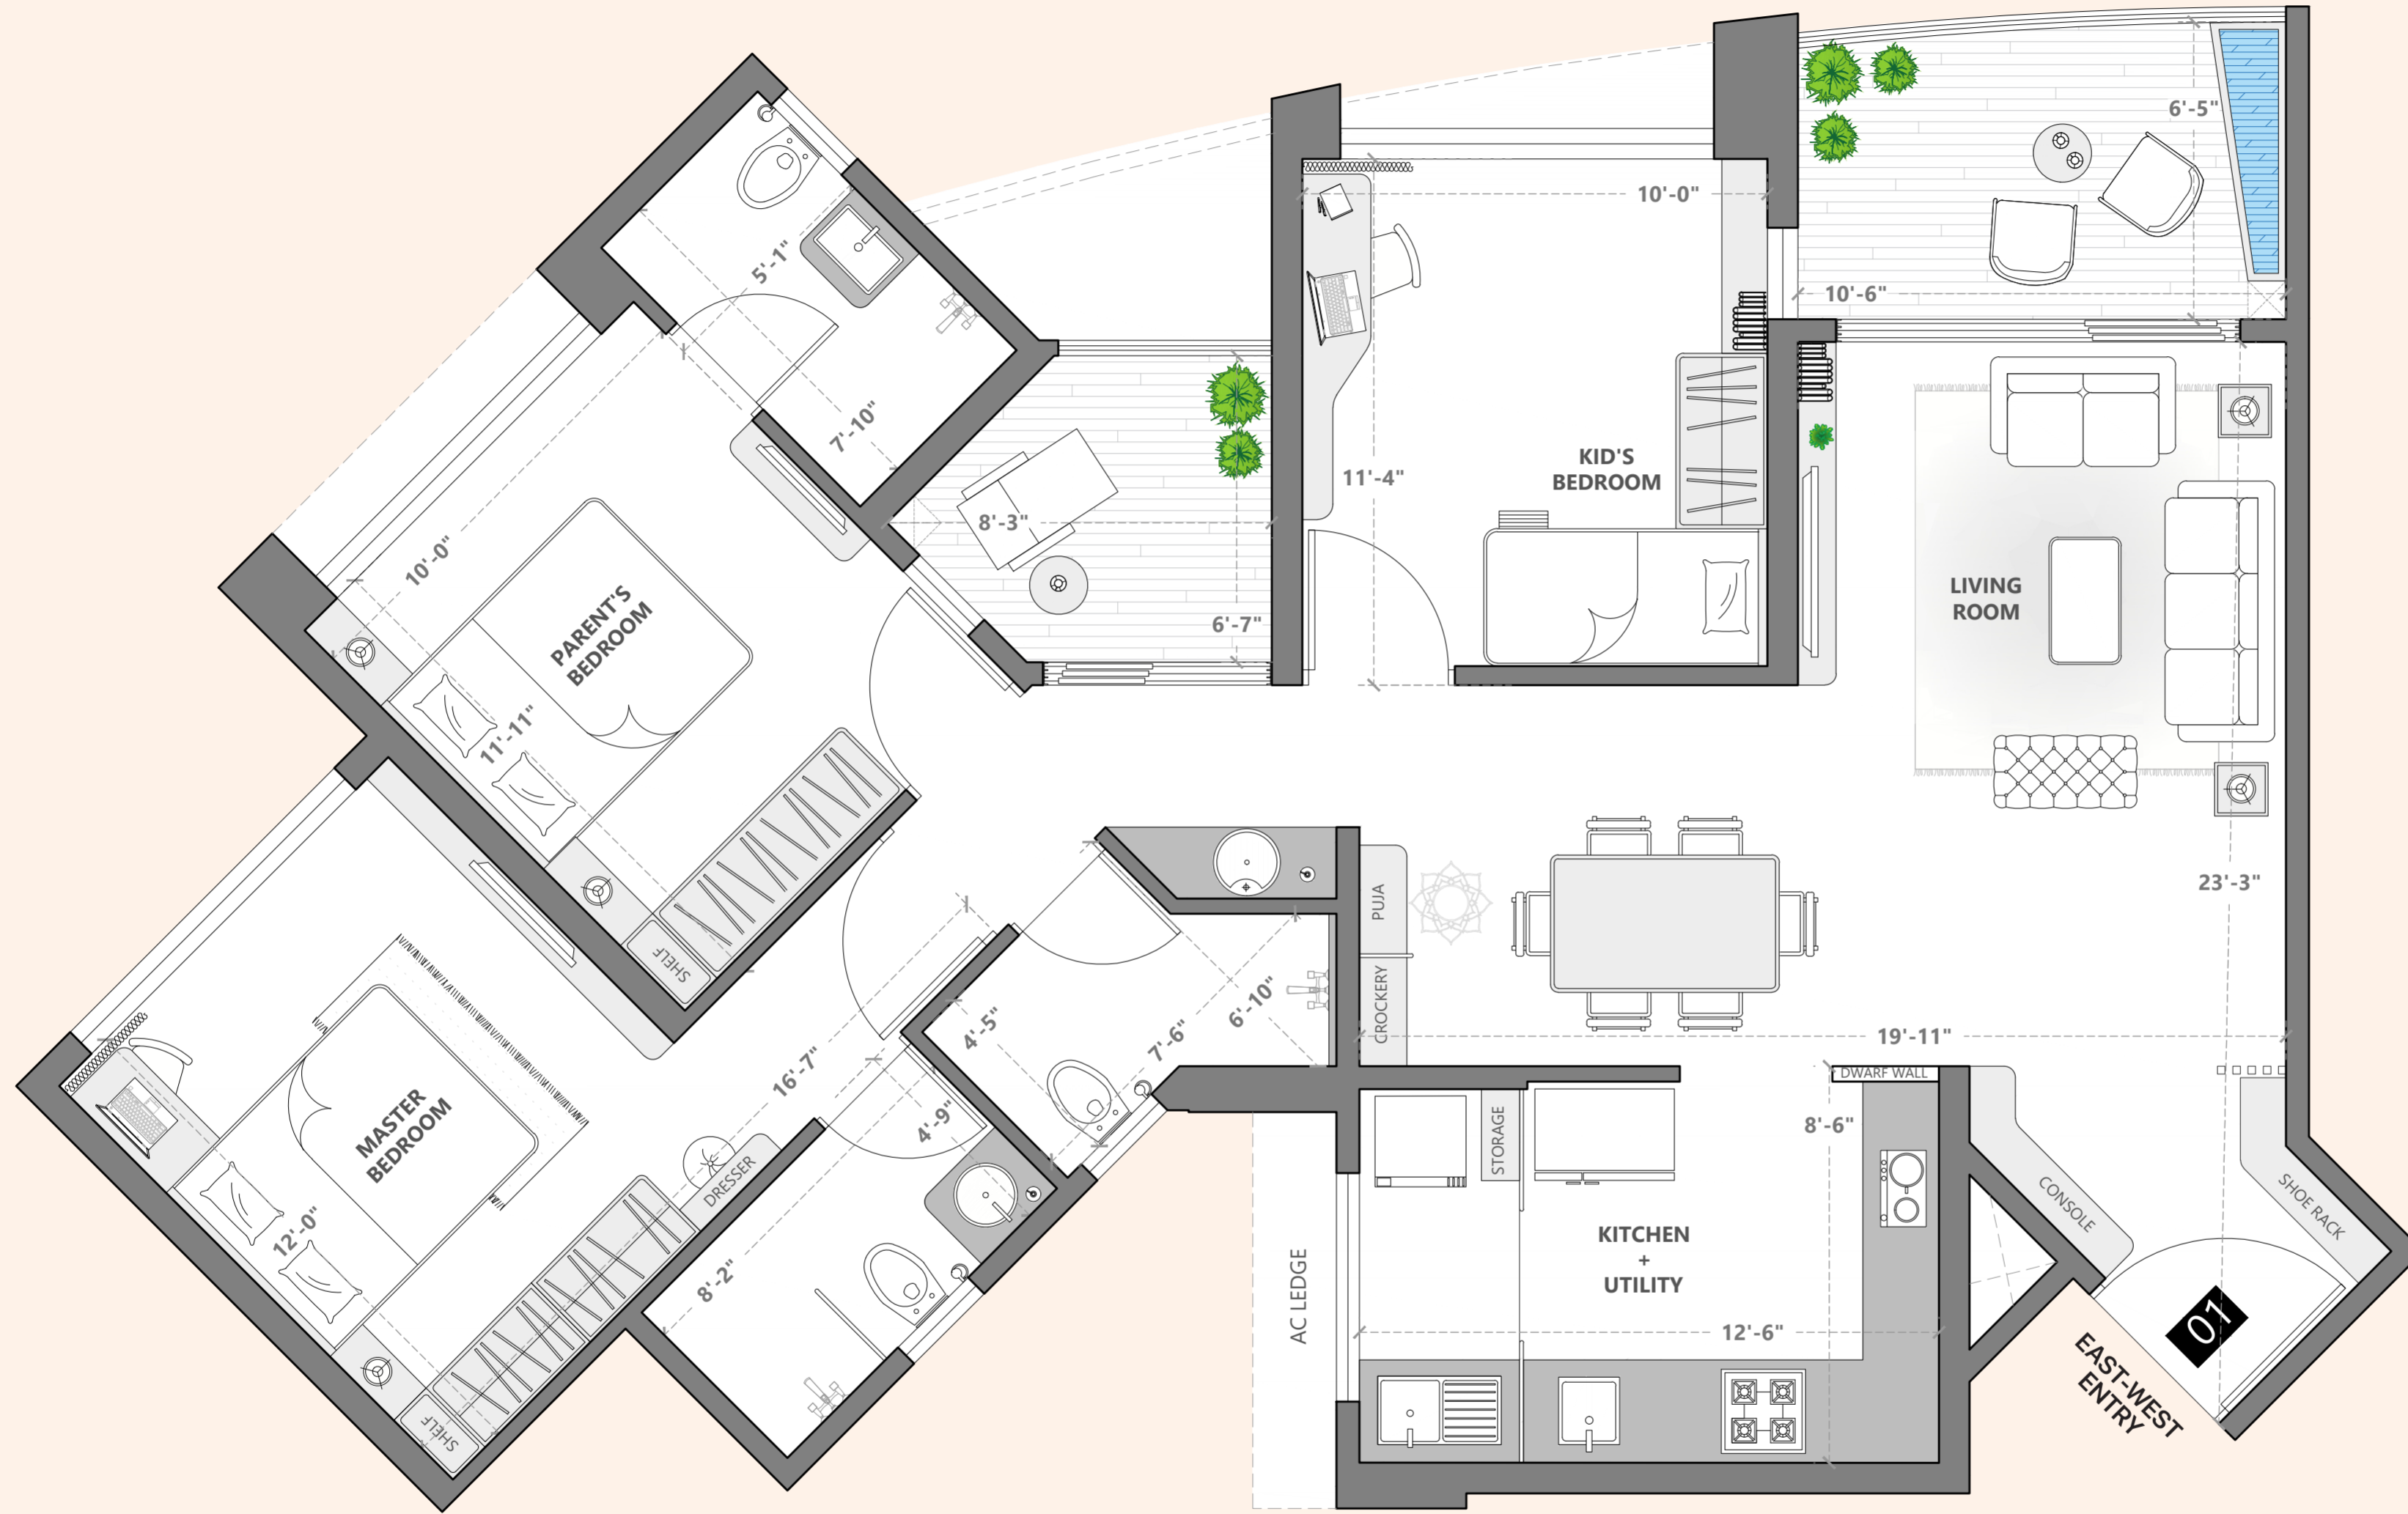 6'-5"
10'-0"
5'-1"
10'-6"
7'-10"
KID'S
BEDROOM
11'-4"
8'-3"
10'-0"
PARENT'S
BEDROOM
LIVING
ROOM
6'-7"
11'-11"
23'-3"
PUJA
CROCKERY
SHELF
6'-10"
4'-5"
7'-6"
19'-11"
16'-7"
DWARF WALL
MASTER
BEDROOM
4'-9"
8'-6"
STORAGE
DRESSER
CONSOLE
SHOE RACK
12'-0"
KITCHEN
+
UTILITY
8'-2"
AC LEDGE
12'-6"
01
EAST-WEST
ENTRY
SHELF